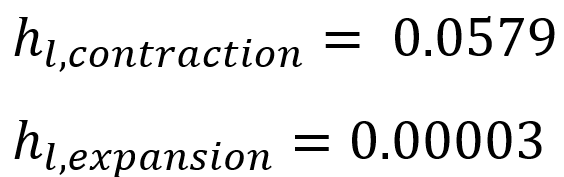 h_{l,contraction} = 0.0579
h_{l,expansion} = 0.00003